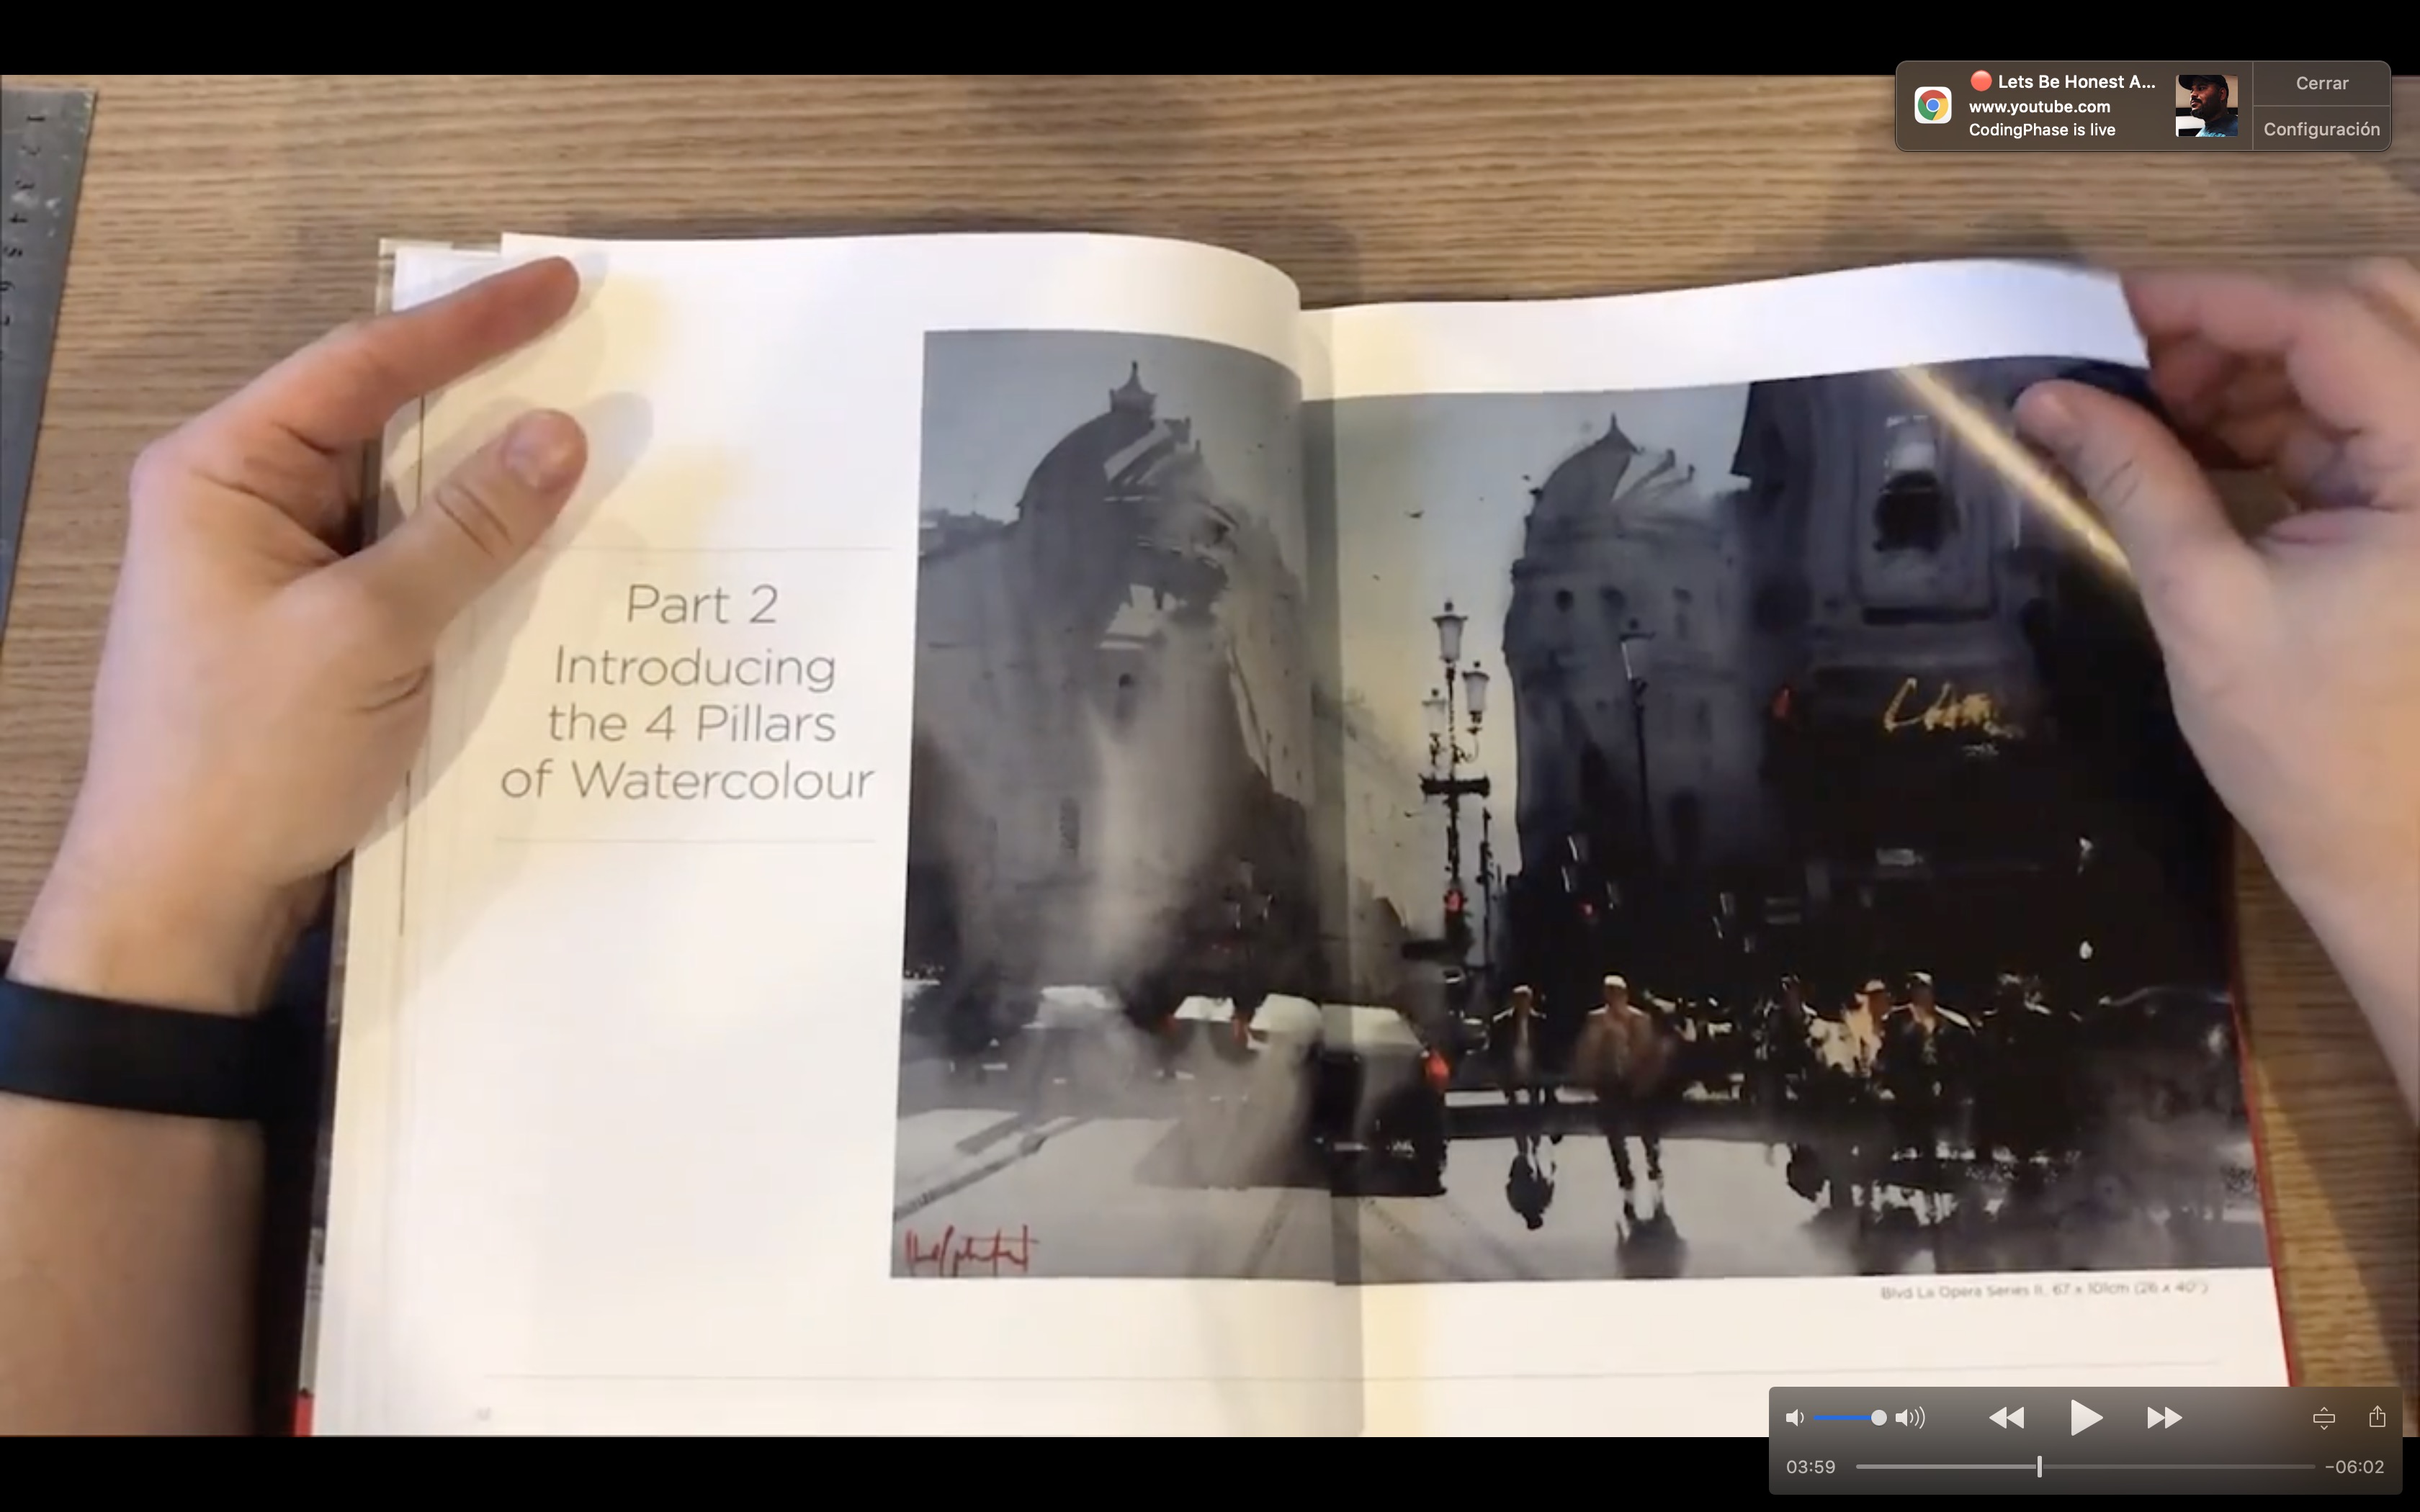 Lets Be Honest A...
www.youtube.com
CodingPhase is live
Cerrar
Configuración
Part 2
Introducing
the 4 Pillars
of Watercolour
Blvd La Opera Series II, 67 x 101cm (26 x 40")
03:59
-06:02